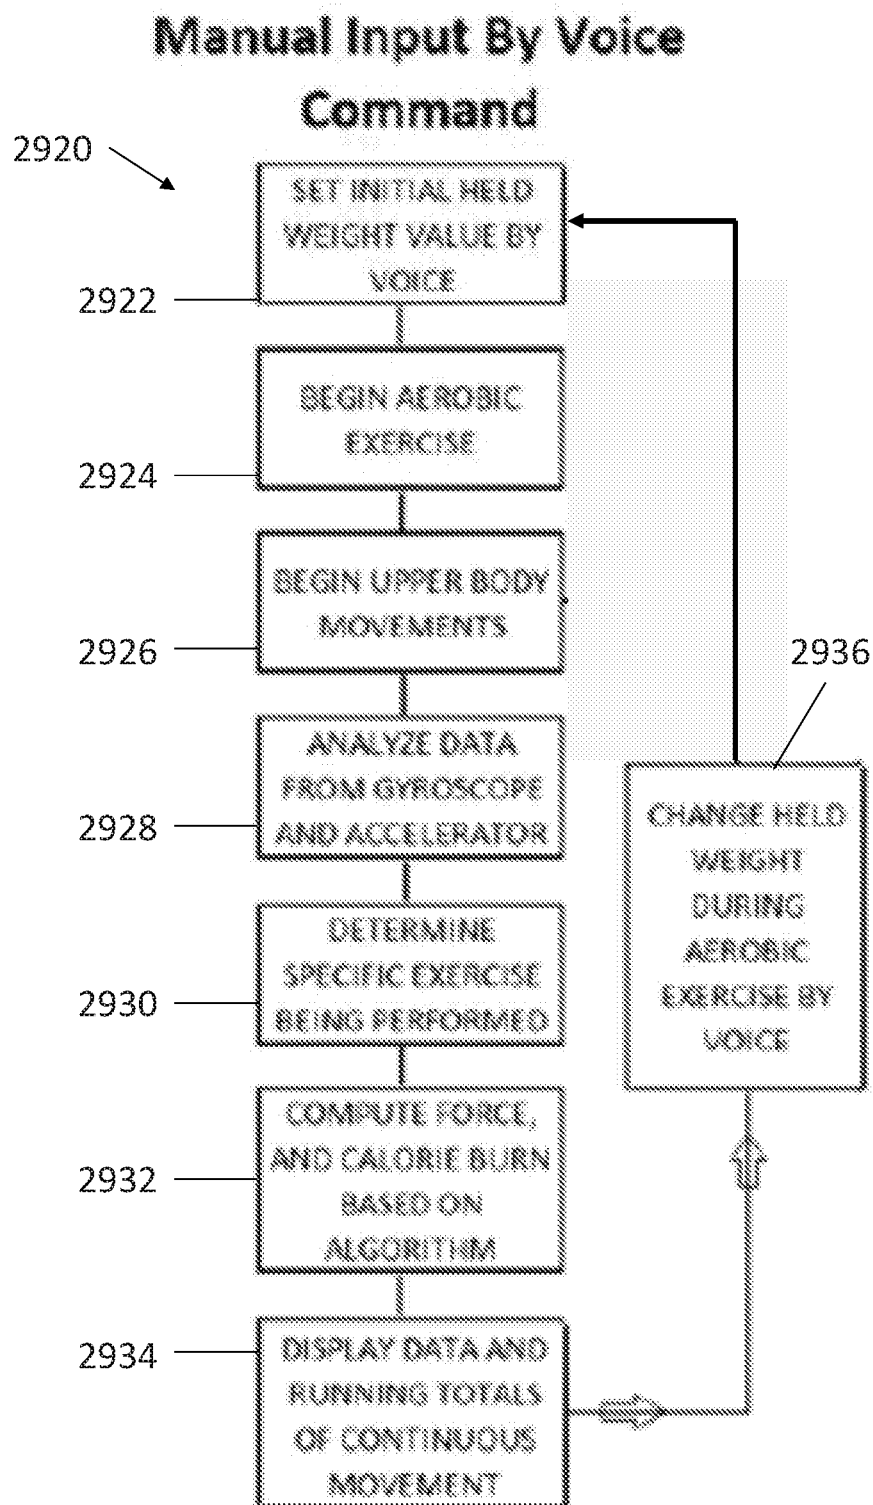 Manual Input By Voice
Command
2920
SET INITIAL HELD
WEIGHT VALUE BY
VOICE
2922
BEGIN AEROBIC
EXERCISE
2924
BEGIN UPPER BODY
MOVEMENTS
2926
2936
ANALYZE DATA
FROM GYROSCOPE
AND ACCELERATOR
2928
CHANGE HELD
WEIGHT
DURING
AEROBIC
EXERCISE BY
VOICE
DETERMINE
SPECIFIC EXERCISE
BEING PERFORMED
2930
COMPUTE FORCE,
AND CALORIE BURN
BASED ON
ALGORITHM
2932
DISPLAY DATA AND
RUNNING TOTALS
OF CONTINUOUS
MOVEMENT
2934